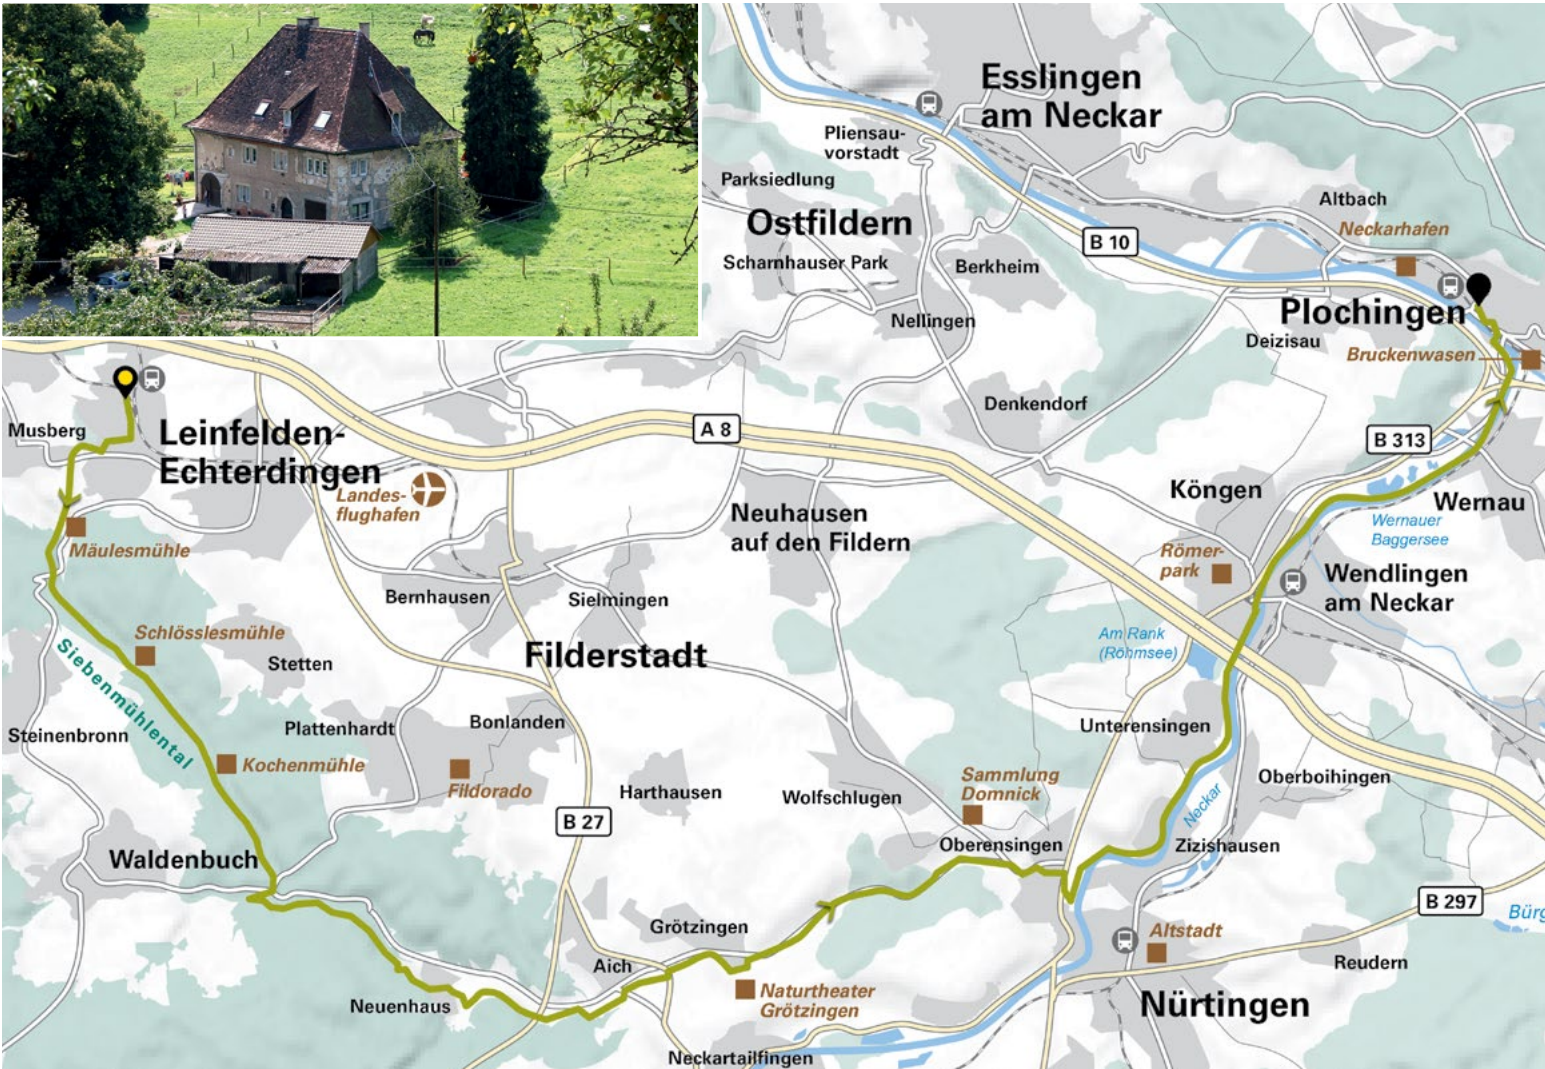 Esslingen
am Neckar
Pliensau-
vorstadt
Parksiedlung
Ostfildern
Scharnhauser Park
Berkheim
B 10
Altbach
Neckarhafen
Nellingen
Plochingen
Deizisau
Bruckenwasen
Musberg
Leinfelden-
Echterdingen
Landes-
flughafen
A 8
Denkendorf
B 313
Mäulesmühle
Neuhausen
auf den Fildern
Köngen
Wernau
Wernauer
Baggersee
Römer-
park
Wendlingen
am Neckar
Bernhausen
Sielmingen
Schlösslesmühle
Siebenmühlental
Stetten
Filderstadt
Am Rank
(Röhmsee)
Steinenbronn
Plattenhardt
Bonlanden
Unterensingen
Kochenmühle
Fildorado
Harthausen
Wolfschlugen
Sammlung
Domnick
Oberboihingen
Neckar
B 27
Waldenbuch
Oberensingen
Zizishausen
B 297
Bürg
Grötzingen
Altstadt
Aich
Reudern
Neuenhaus
Naturtheater
Grötzingen
Nürtingen
Neckartailfingen